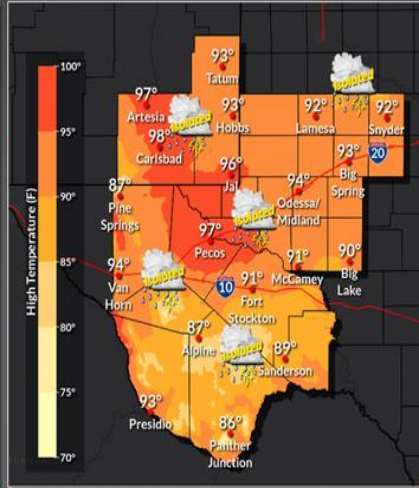 High Temperature (F)
100°
95°
90°
85°
80°
75°
70°
93°
Tatum
97°
Artesia
isolated
93°
Hobbs
92°
Lamesa
isolated
92°
Snyder
98°
Carlsbad
20
93°
Big
Spring
96°
Jal
94°
Odessa/
Midland
87°
Pine
Springs
isolated
97°
Pecos
94°
Van
Horn
isolated
10
91°
Fort
Stockton
91°
McCamey
90°
Big
Lake
87°
Alpine
isolated
89°
Sanderson
93°
Presidio
86°
Panther
Junction